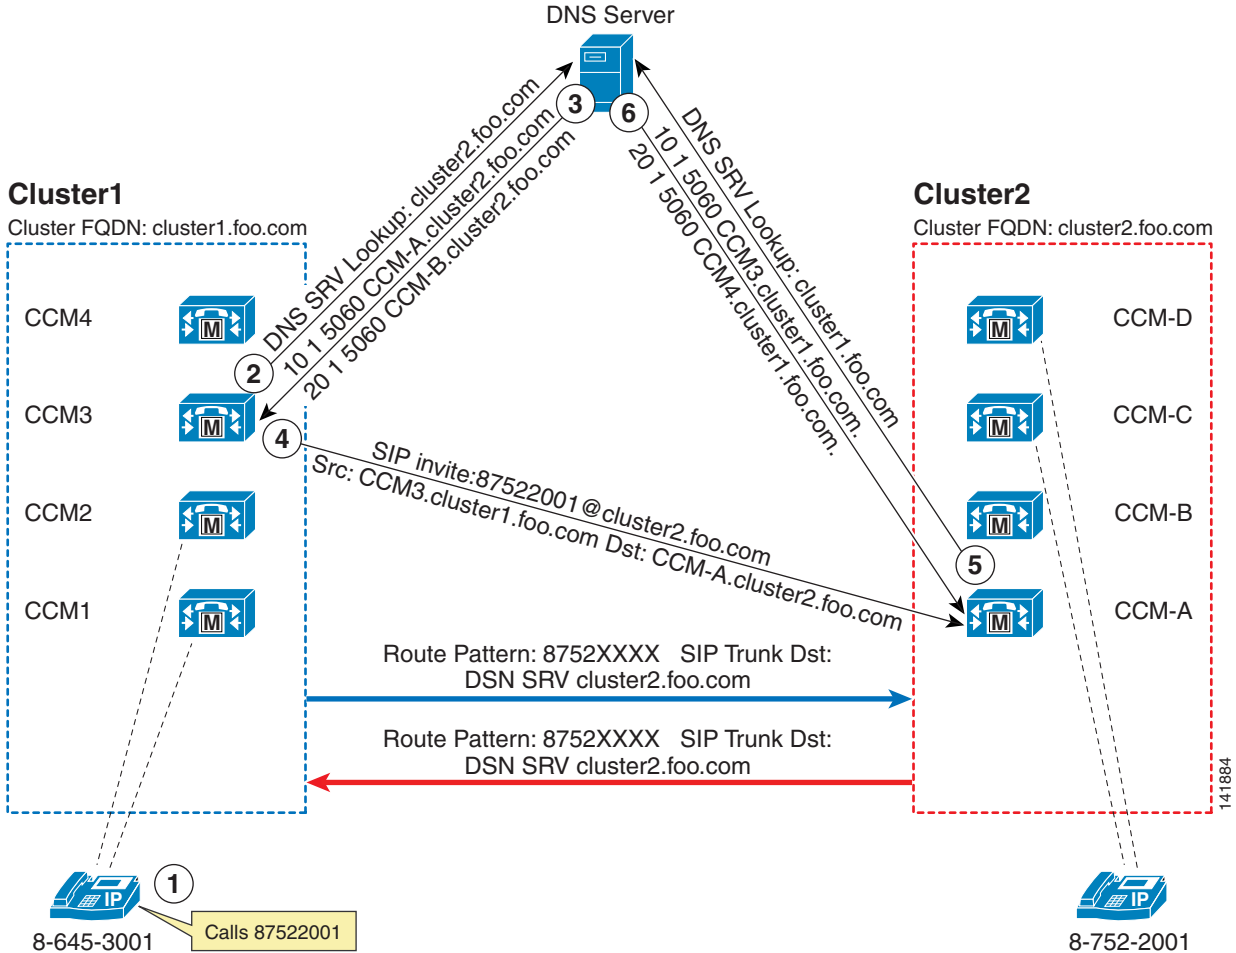 DNS Server
3
6
DNS SRV Lookup: cluster2.foo.com
10 1 5060 CCM-A.cluster2.foo.com
20 1 5060 CCM-B.cluster2.foo.com
DNS SRV Lookup: cluster1.foo.com
10 1 5060 CCM3.cluster1.foo.com.
20 1 5060 CCM4.cluster1.foo.com.
Cluster1
Cluster FQDN: cluster1.foo.com
Cluster2
Cluster FQDN: cluster2.foo.com
CCM4
M
CCM3
M
CCM2
M
CCM1
M
2
4
SIP invite:87522001@cluster2.foo.com
Src: CCM3.cluster1.foo.com Dst: CCM-A.cluster2.foo.com
5
M
CCM-D
M
CCM-C
M
CCM-B
M
CCM-A
Route Pattern: 8752XXXX SIP Trunk Dst:
DSN SRV cluster2.foo.com
Route Pattern: 8752XXXX SIP Trunk Dst:
DSN SRV cluster2.foo.com
141884
1
IP
Calls 87522001
8-645-3001
IP
8-752-2001